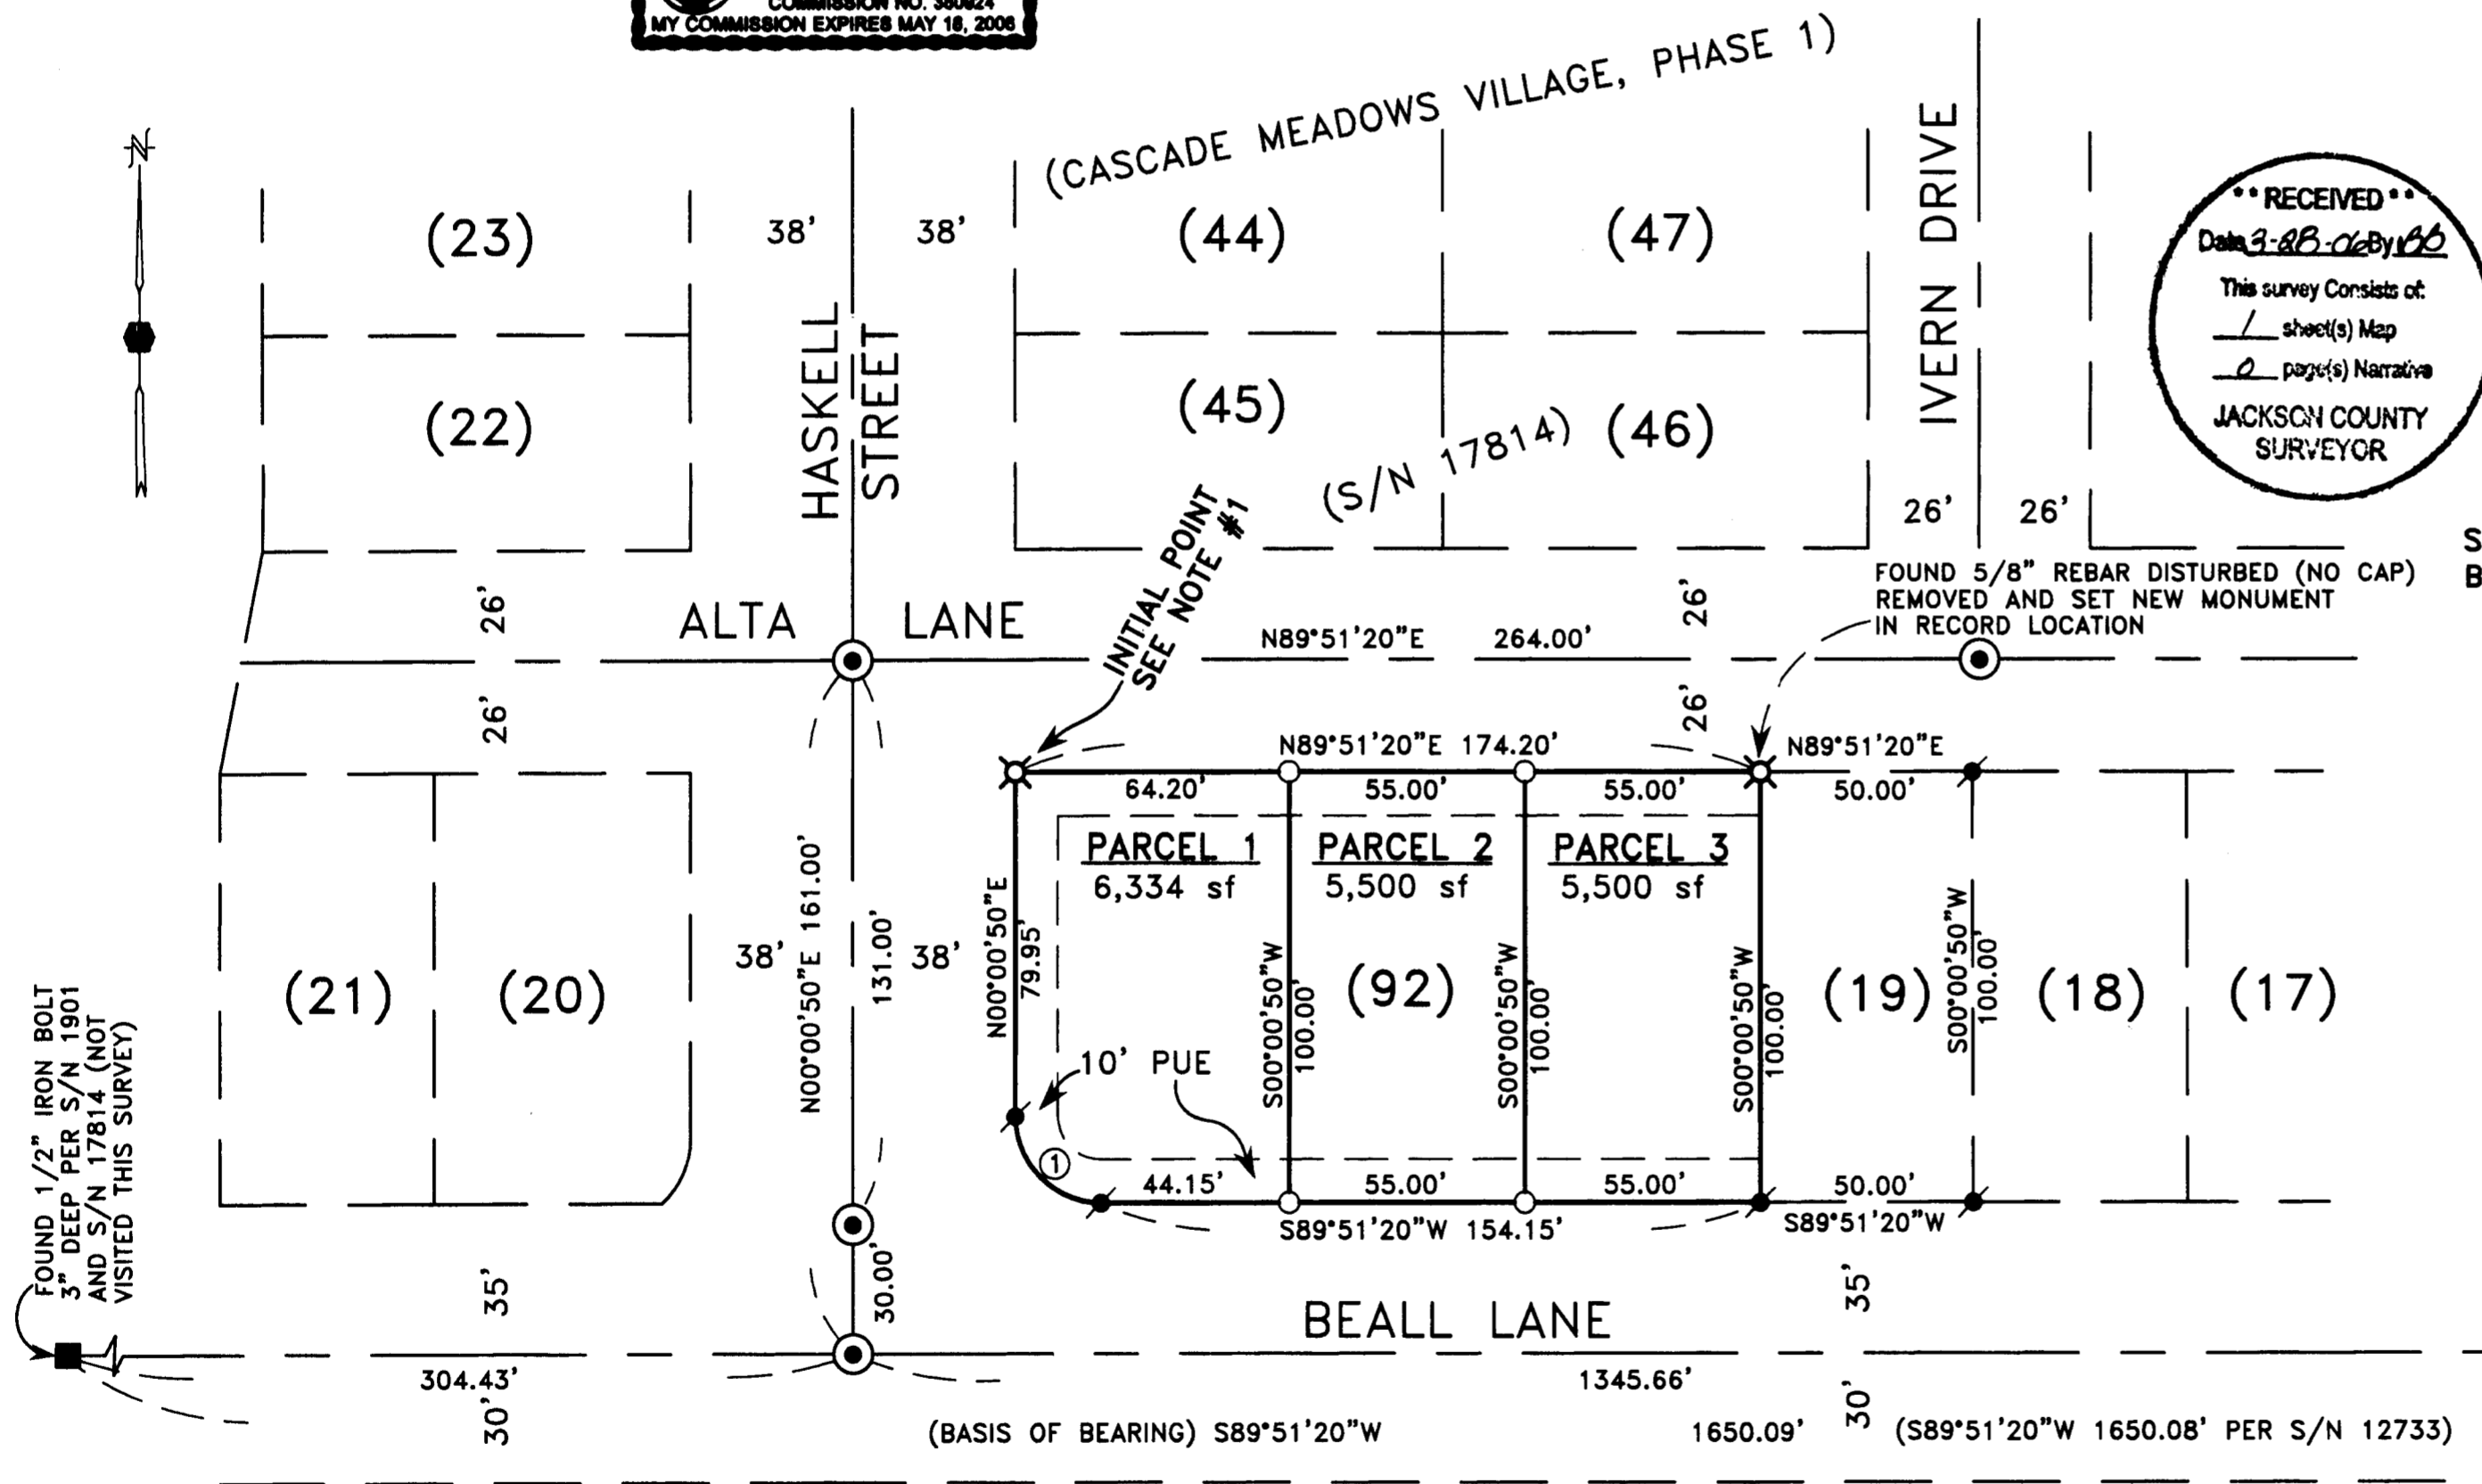 COMMISSION NO. 380824
MY COMMISSION EXPIRES MAY 18, 2008
(CASCADE MEADOWS VILLAGE, PHASE 1)
N
(23)
38'
38'
(44)
(47)
IVERN DRIVE
** RECEIVED **
Date 3-28-06 By BB
This survey Consists of:
1 sheet(s) Map
0 page(s) Narrative
JACKSON COUNTY
SURVEYOR
(22)
HASKELL
STREET
(45)
(46)
(S/N 17814)
26'
26'
INITIAL POINT
SEE NOTE #1
FOUND 5/8" REBAR DISTURBED (NO CAP)
REMOVED AND SET NEW MONUMENT
IN RECORD LOCATION
S
B
26'
ALTA LANE
26'
N89°51'20"E 264.00'
26'
26'
N89°51'20"E 174.20'
N89°51'20"E
64.20'
55.00'
55.00'
50.00'
PARCEL 1
6,334 sf
PARCEL 2
5,500 sf
PARCEL 3
5,500 sf
N00°00'50"E 161.00'
131.00'
38'
38'
N00°00'50"E
79.95'
S00°00'50"W
100.00'
S00°00'50"W
100.00'
S00°00'50"W
100.00'
S00°00'50"W
100.00'
(21)
(20)
(92)
(19)
(18)
(17)
10' PUE
1
44.15'
55.00'
55.00'
50.00'
S89°51'20"W 154.15'
S89°51'20"W
FOUND 1/2" IRON BOLT
3" DEEP PER S/N 1901
AND S/N 17814 (NOT
VISITED THIS SURVEY)
35'
30.00'
BEALL LANE
35'
304.43'
1345.66'
30'
30'
(BASIS OF BEARING) S89°51'20"W 1650.09' (S89°51'20"W 1650.08' PER S/N 12733)